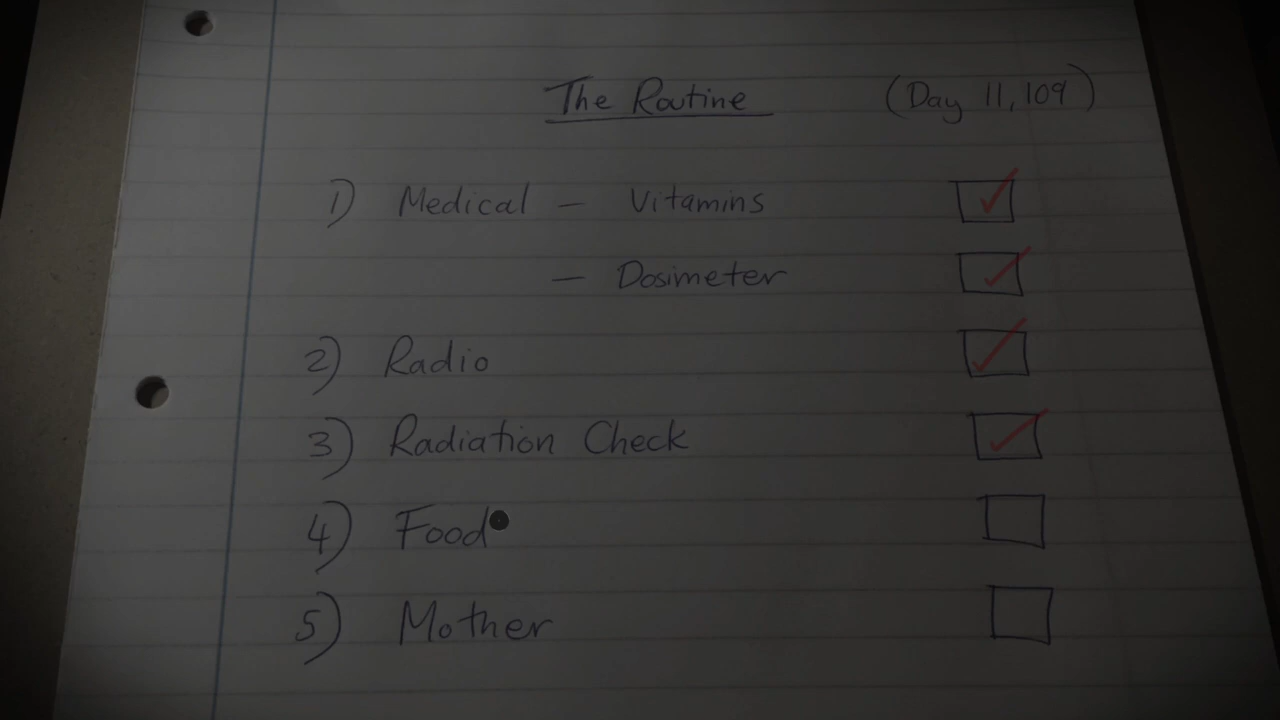 The Routine (Day 11,109)
1) Medical - Vitamins
- Dosimeter
2) Radio
3) Radiation Check
4) Food
5) Mother